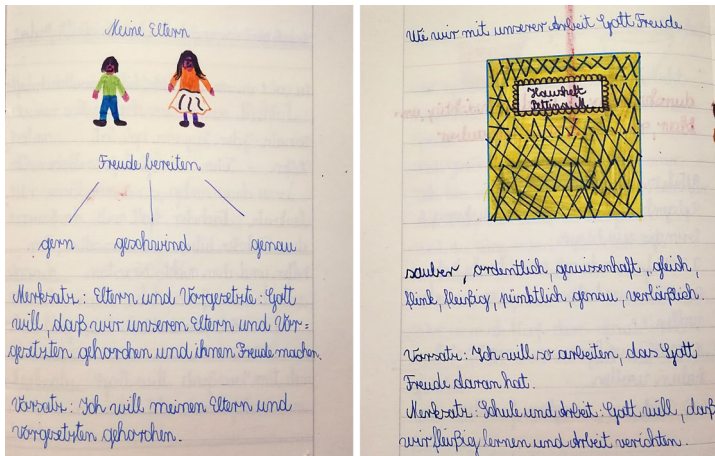 Meine Eltern
Freude bereiten
gern geschwind genau
Merksatz: Eltern und Vorgesetzte: Gott
will, daß wir unseren Eltern und Vor=
gesetzten gehorchen und ihnen Freude machen.
Vorsatz: Ich will meinen Eltern und
Vorgesetzten gehorchen.
Wie wir mit unserer Arbeit Gott Freude
Hausheft
Bettina M
sauber, ordentlich, gewissenhaft, gleich,
flink, fleißig, pünktlich, genau, verläßlich.
Vorsatz: Ich will so arbeiten, das Gott
Freude daran hat.
Merksatz: Schule und Arbeit: Gott will, daß
wir fleißig lernen und Arbeit verichten.